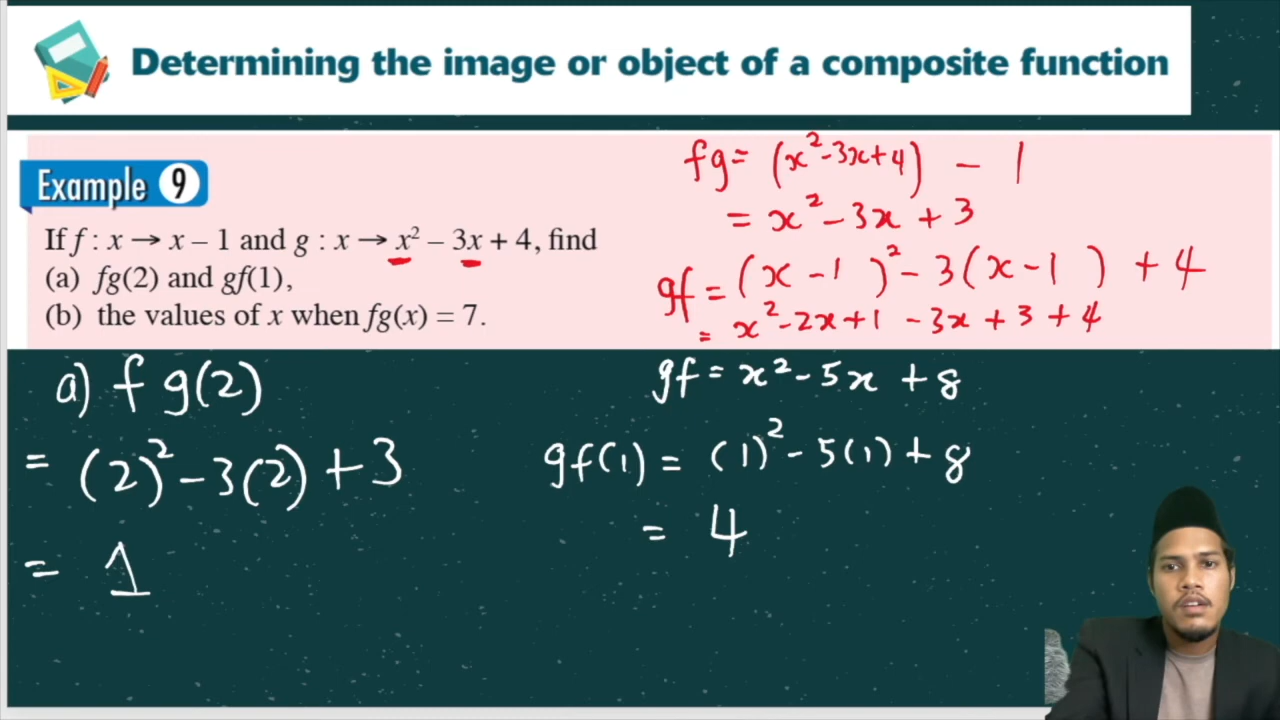 Determining the image or object of a composite function
Example 9
If f : x → x – 1 and g : x → x² – 3x + 4, find
(a) fg(2) and gf(1),
(b) the values of x when fg(x) = 7.
fg = (x² - 3x + 4) - 1
= x² - 3x + 3
gf = (x - 1)² - 3(x - 1) + 4
= x² - 2x + 1 - 3x + 3 + 4
a) fg(2)
= (2)² - 3(2) + 3
= 1
gf = x² - 5x + 8
gf(1) = (1)² - 5(1) + 8
= 4